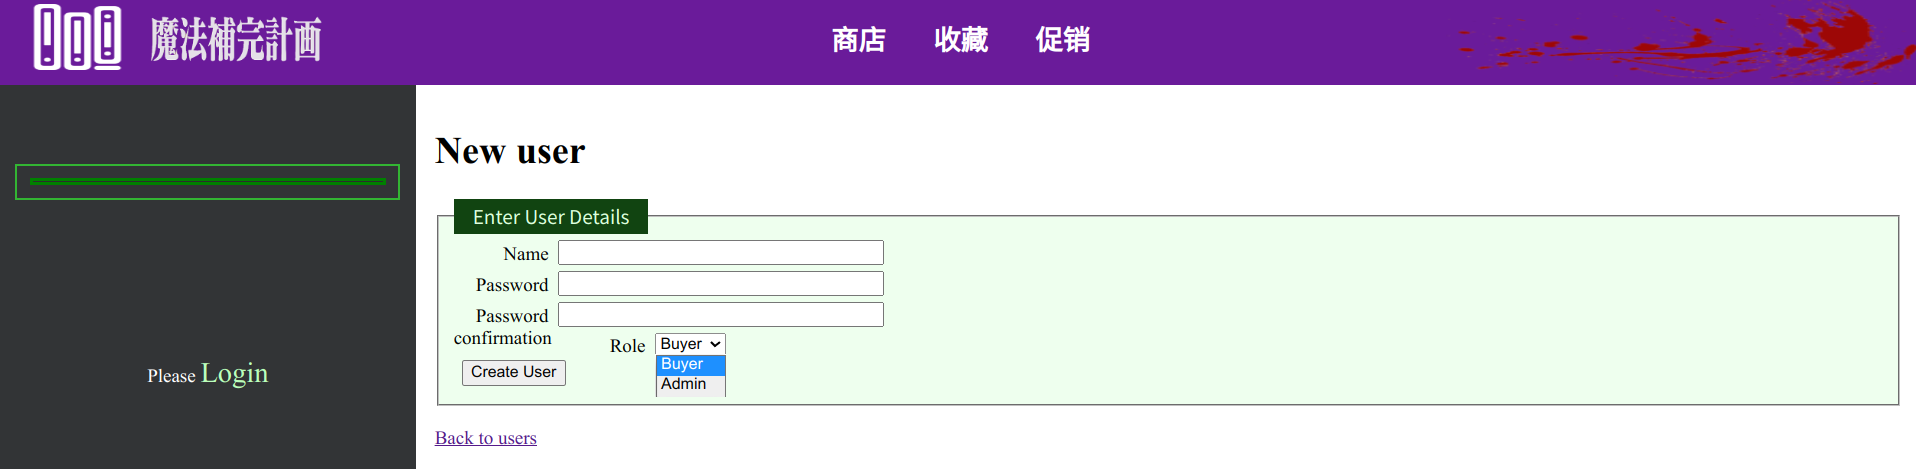 魔法補完計画
商店 收藏 促销
Please Login
New user
Enter User Details
Name
Password
Password
confirmation
Role Buyer
Buyer
Admin
Create User
Back to users